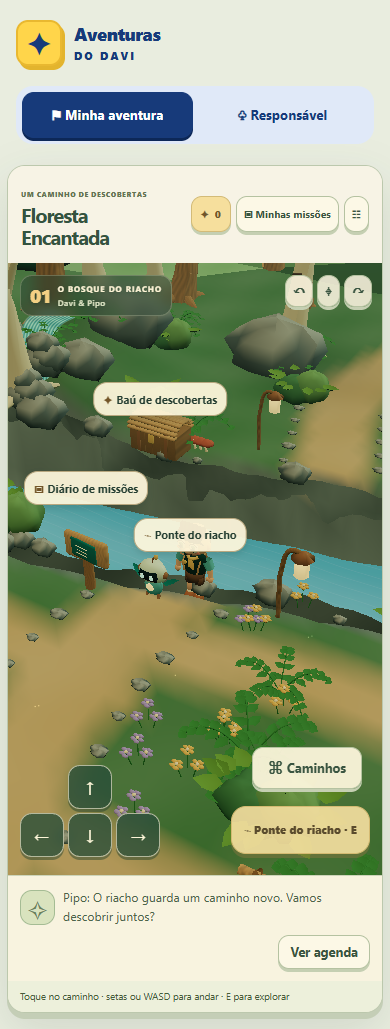 Aventuras
DO DAVI
Minha aventura
Responsável
UM CAMINHO DE DESCOBERTAS
Floresta
Encantada
0
Minhas missões
01
O BOSQUE DO RIACHO
Davi & Pipo
Baú de descobertas
Diário de missões
Ponte do riacho
Caminhos
Ponte do riacho · E
Pipo: O riacho guarda um caminho novo. Vamos
descobrir juntos?
Ver agenda
Toque no caminho · setas ou WASD para andar · E para explorar